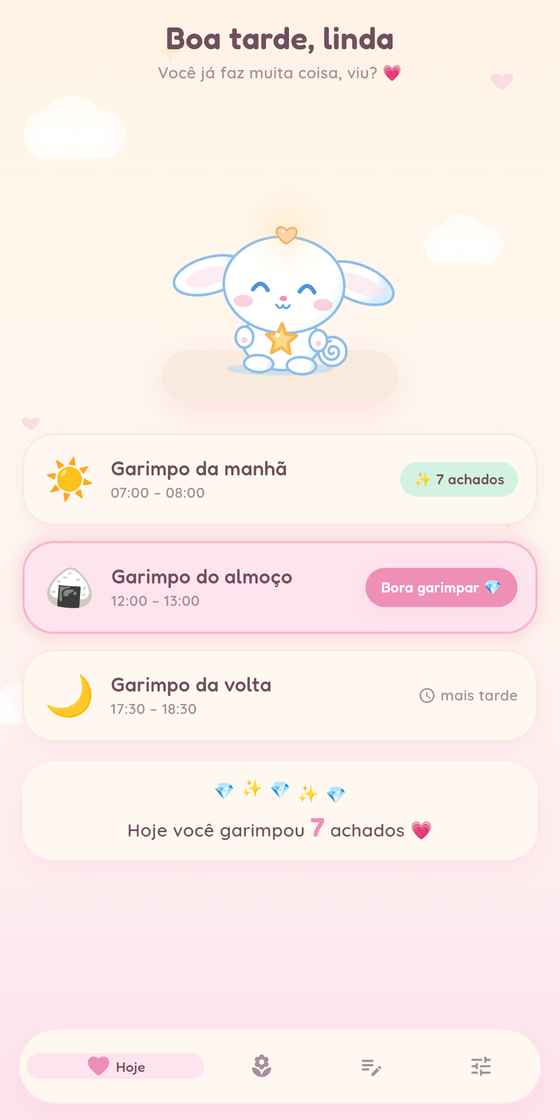 Boa tarde, linda
Você já faz muita coisa, viu? 💗
Garimpo da manhã
07:00 – 08:00
✨ 7 achados
Garimpo do almoço
12:00 – 13:00
Bora garimpar 💎
Garimpo da volta
17:30 – 18:30
mais tarde
Hoje você garimpou 7 achados 💗
Hoje